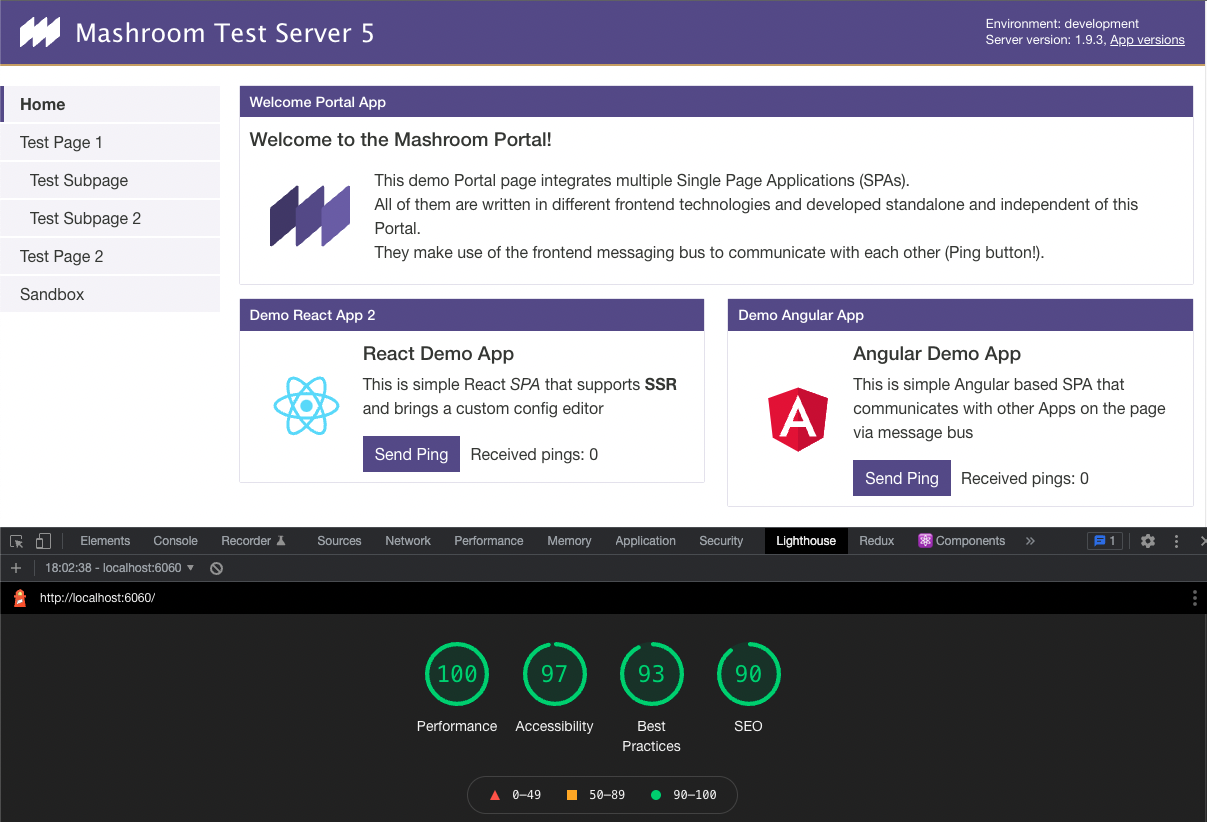 Mashroom Test Server 5
Environment: development
Server version: 1.9.3, App versions
Home
Test Page 1
Test Subpage
Test Subpage 2
Test Page 2
Sandbox
Welcome Portal App
Welcome to the Mashroom Portal!
This demo Portal page integrates multiple Single Page Applications (SPAs).
All of them are written in different frontend technologies and developed standalone and independent of this
Portal.
They make use of the frontend messaging bus to communicate with each other (Ping button!).
Demo React App 2
React Demo App
This is simple React SPA that supports SSR
and brings a custom config editor
Send Ping Received pings: 0
Demo Angular App
Angular Demo App
This is simple Angular based SPA that
communicates with other Apps on the page
via message bus
Send Ping Received pings: 0
Elements Console Recorder Sources Network Performance Memory Application Security Lighthouse Redux Components » 1
18:02:38 - localhost:6060
http://localhost:6060/
100 97 93 90
Performance Accessibility Best SEO
Practices
0–49 50–89 90–100